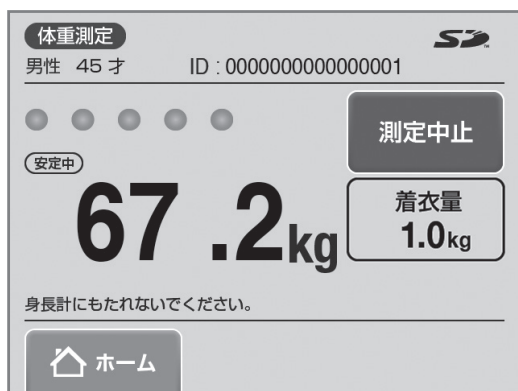 体重測定
SD
男性 45才 ID : 0000000000000001
測定中止
安定中
67.2kg
着衣量
1.0kg
身長計にもたれないでください。
ホーム